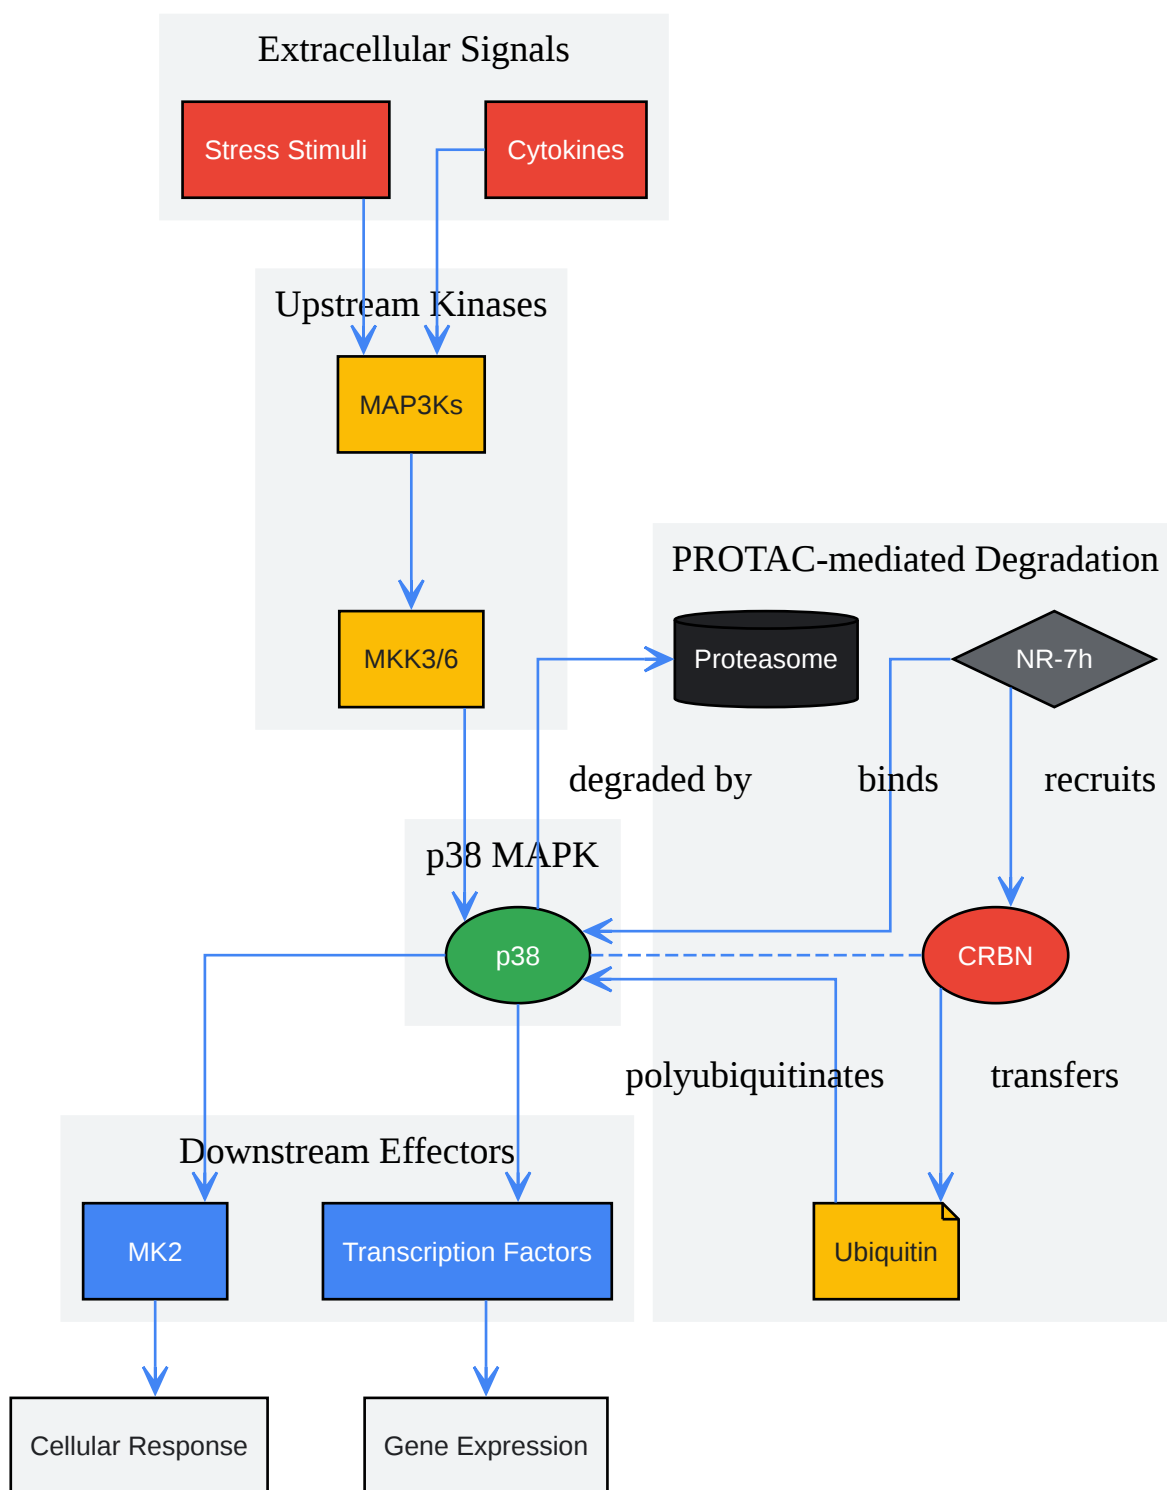 Extracellular Signals
Stress Stimuli
Cytokines
Upstream Kinases
MAP3Ks
PROTAC-mediated Degradation
MKK3/6
Proteasome
NR-7h
degraded by
binds
recruits
p38 MAPK
p38
CRBN
polyubiquitinates
transfers
Downstream Effectors
MK2
Transcription Factors
Ubiquitin
Cellular Response
Gene Expression